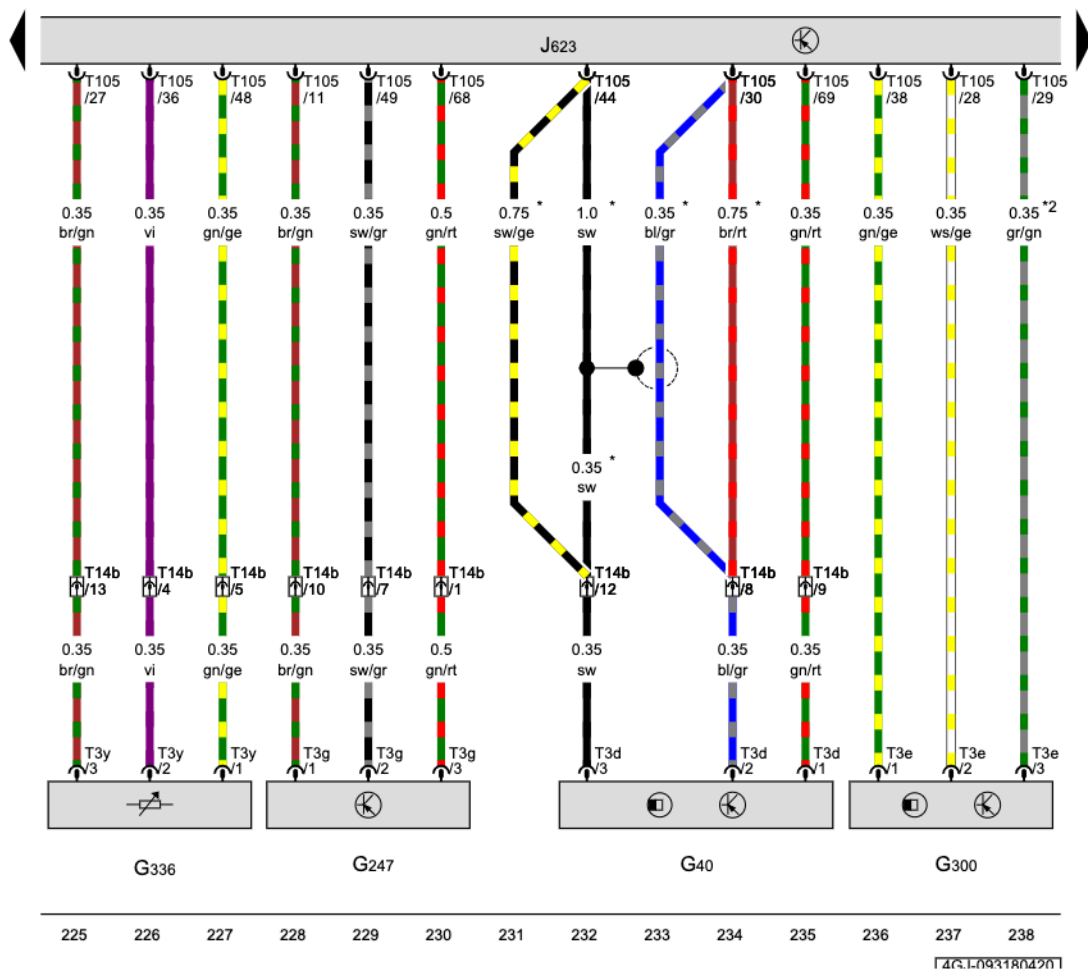 J623
T105 T105 T105 T105 T105 T105 T105 T105 T105 T105 T105 T105
/27 /36 /48 /11 /49 /68 /44 /30 /69 /38 /28 /29
0.35 0.35 0.35 0.35 0.35 0.5 0.75 * 1.0 * 0.35 * 0.75 * 0.35 0.35 0.35 0.35 *2
br/gn vi gn/ge br/gn sw/gr gn/rt sw/ge sw bl/gr br/rt gn/rt gn/ge ws/ge gr/gn
0.35 *
sw
T14b T14b T14b T14b T14b T14b T14b T14b T14b
/13 /4 /5 /10 /7 /1 /12 /8 /9
0.35 0.35 0.35 0.35 0.35 0.5 0.35 0.35 0.35
br/gn vi gn/ge br/gn sw/gr gn/rt sw bl/gr gn/rt
T3y T3y T3y T3g T3g T3g T3d T3d T3d T3e T3e T3e
/3 /2 /1 /1 /2 /3 /3 /2 /1 /1 /2 /3
G336 G247 G40 G300
225 226 227 228 229 230 231 232 233 234 235 236 237 238
4GJ-093180420